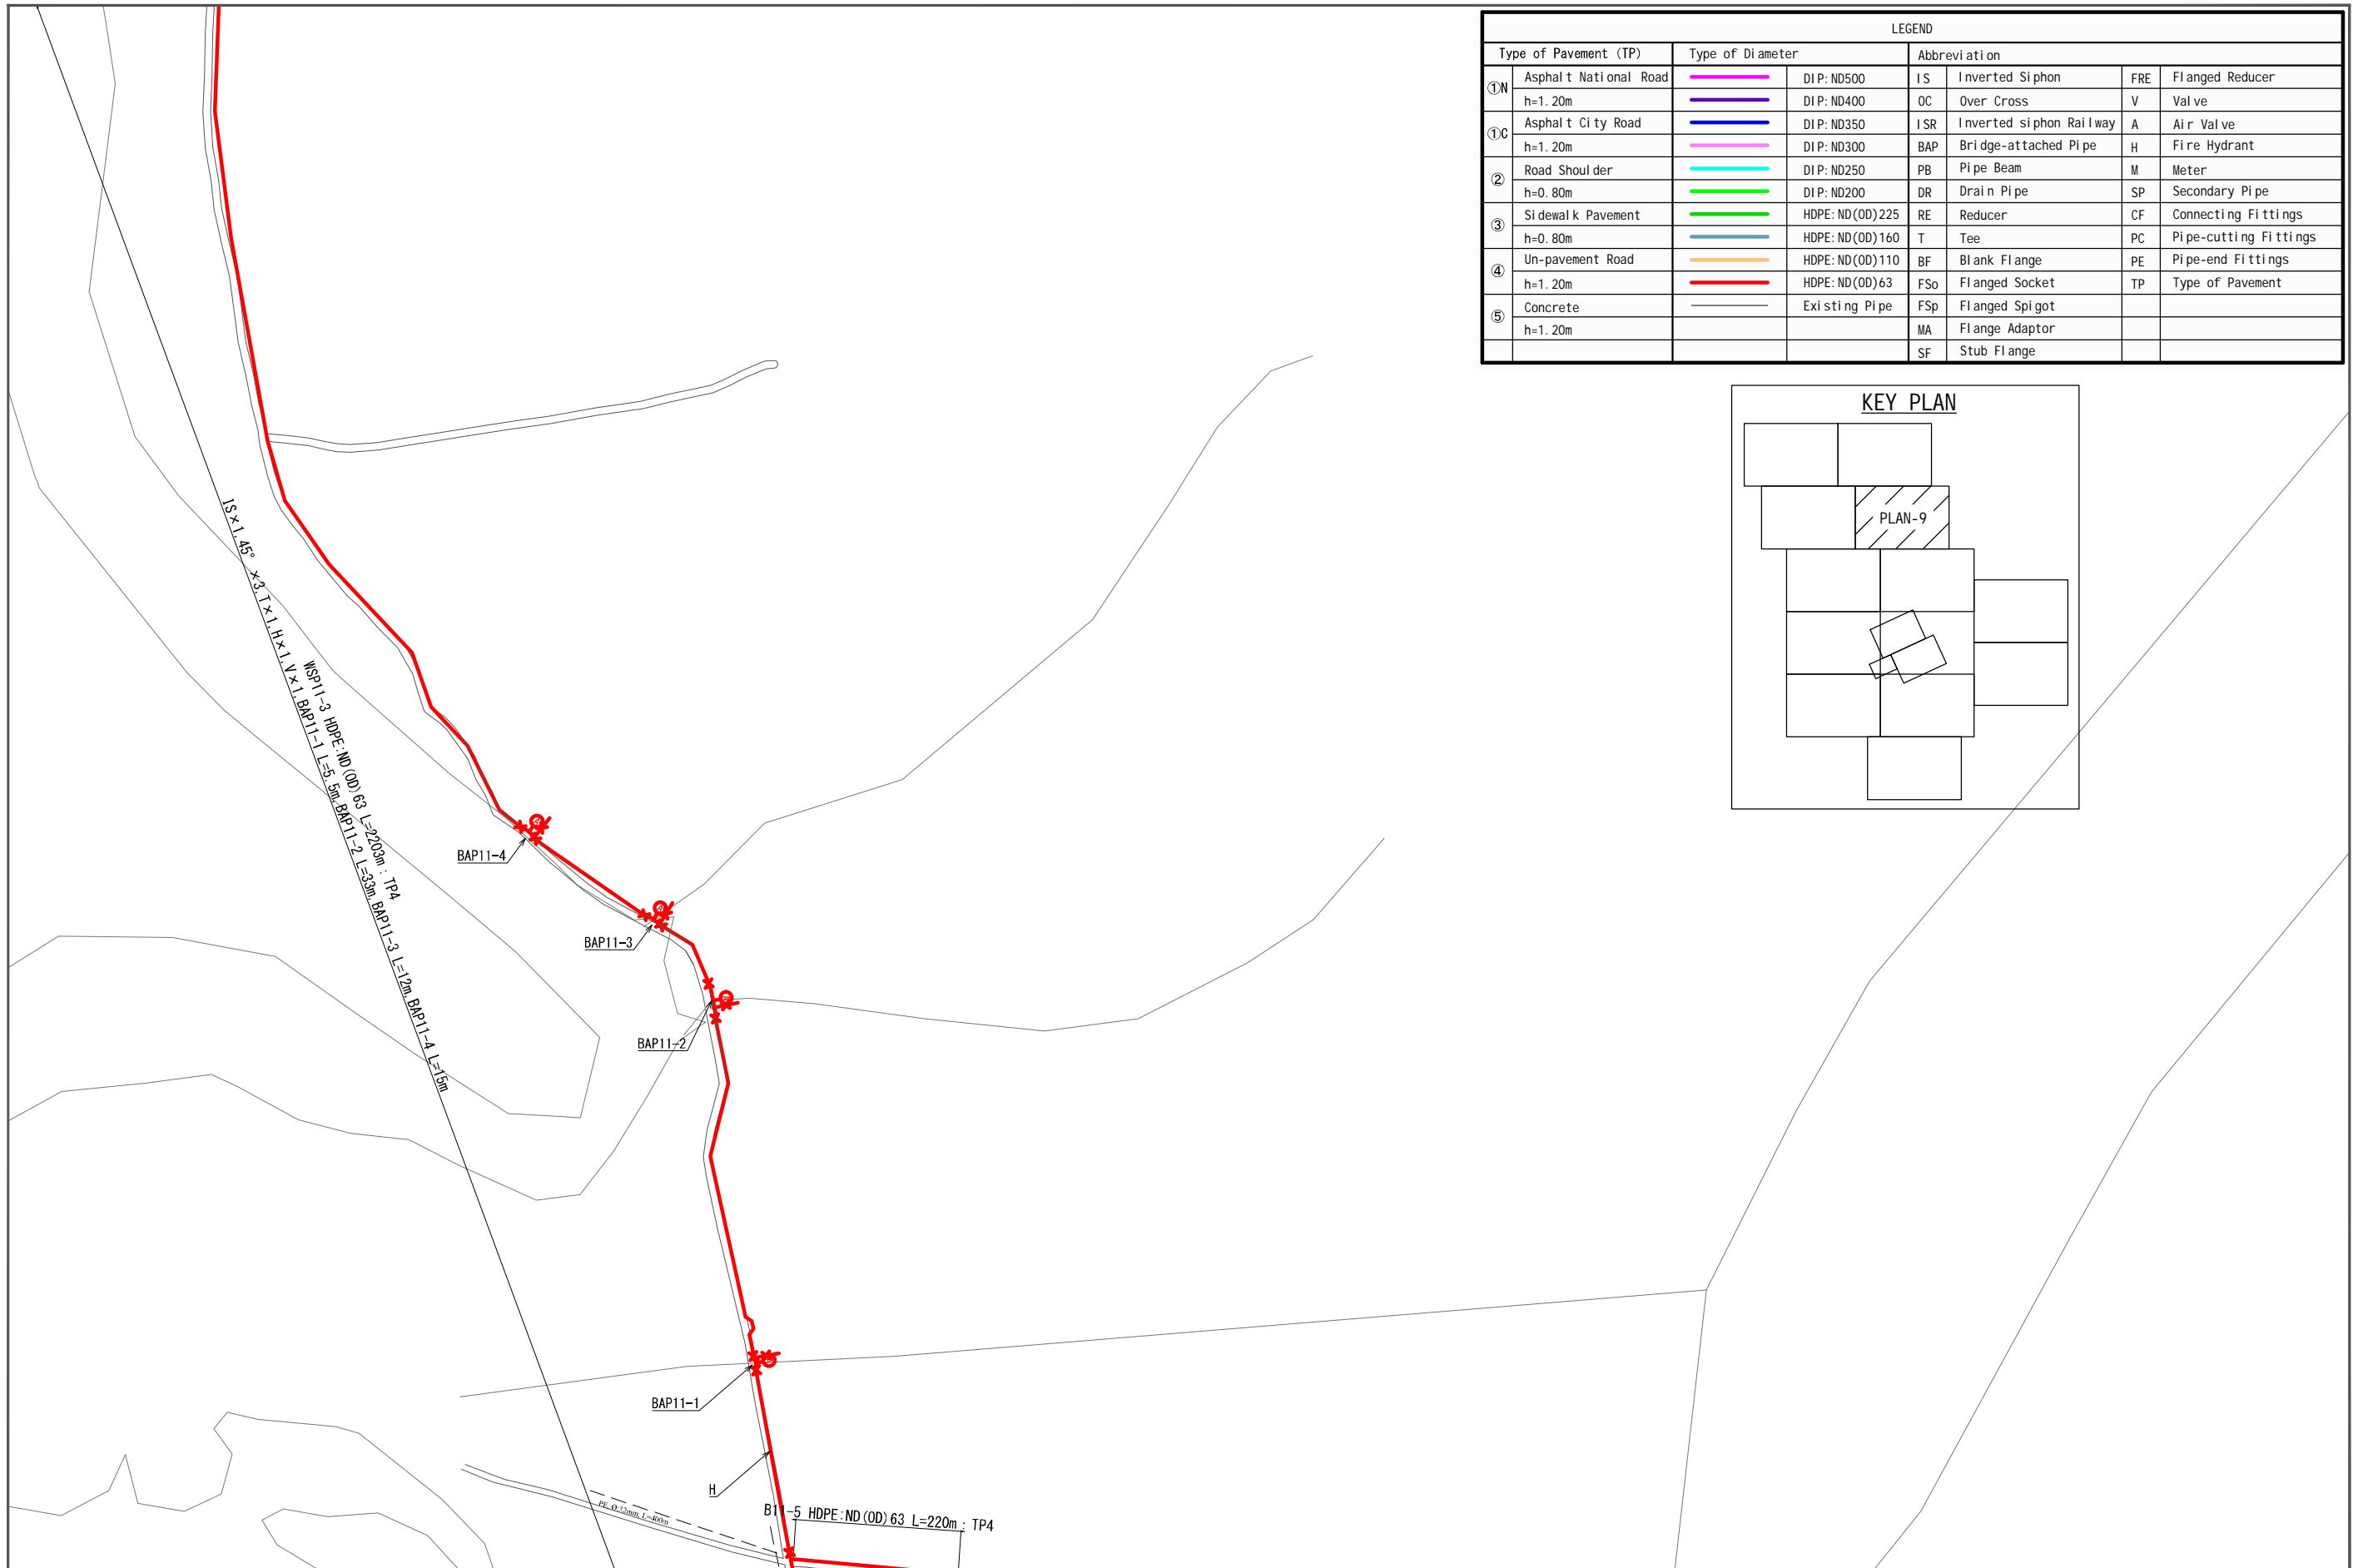 LEGEND
Type of Pavement (TP) Type of Diameter Abbreviation
①N Asphalt National Road DIP:ND500 IS Inverted Siphon FRE Flanged Reducer
h=1.20m DIP:ND400 OC Over Cross V Valve
①C Asphalt City Road DIP:ND350 ISR Inverted siphon Railway A Air Valve
h=1.20m DIP:ND300 BAP Bridge-attached Pipe H Fire Hydrant
② Road Shoulder DIP:ND250 PB Pipe Beam M Meter
h=0.80m DIP:ND200 DR Drain Pipe SP Secondary Pipe
③ Sidewalk Pavement HDPE:ND(OD)225 RE Reducer CF Connecting Fittings
h=0.80m HDPE:ND(OD)160 T Tee PC Pipe-cutting Fittings
④ Un-pavement Road HDPE:ND(OD)110 BF Blank Flange PE Pipe-end Fittings
h=1.20m HDPE:ND(OD)63 FSo Flanged Socket TP Type of Pavement
⑤ Concrete Existing Pipe FSp Flanged Spigot
h=1.20m MA Flange Adaptor
SF Stub Flange
KEY PLAN
PLAN-9
WSP11-3 HDPE:ND(OD)63 L=2203m : TP4
IS×1,45° ×3,T×1,H×1,V×1,BAP11-1 L=5.5m,BAP11-2 L=33m,BAP11-3 L=12m,BAP11-4 L=15m
BAP11-4
BAP11-3
BAP11-2
BAP11-1
H
PE, Ø:32mm, L=400m
B11-5 HDPE:ND(OD)63 L=220m : TP4